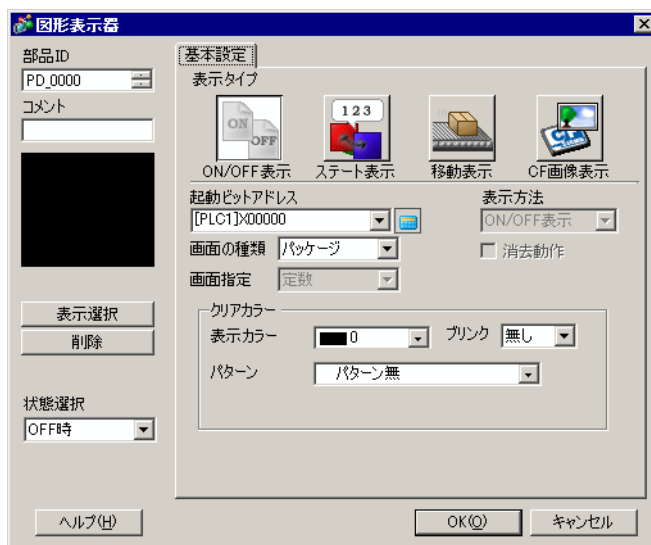 図形表示器
部品ID
PD_0000
コメント
表示選択
削除
状態選択
OFF時
基本設定
表示タイプ
ON
OFF
ON/OFF表示
123
ステート表示
移動表示
CF
CF画像表示
起動ビットアドレス
[PLC1]X00000
表示方法
ON/OFF表示
画面の種類 パッケージ
消去動作
画面指定 定数
クリアカラー
表示カラー 0 ブリンク 無し
パターン パターン無
ヘルプ(H)
OK(O)
キャンセル